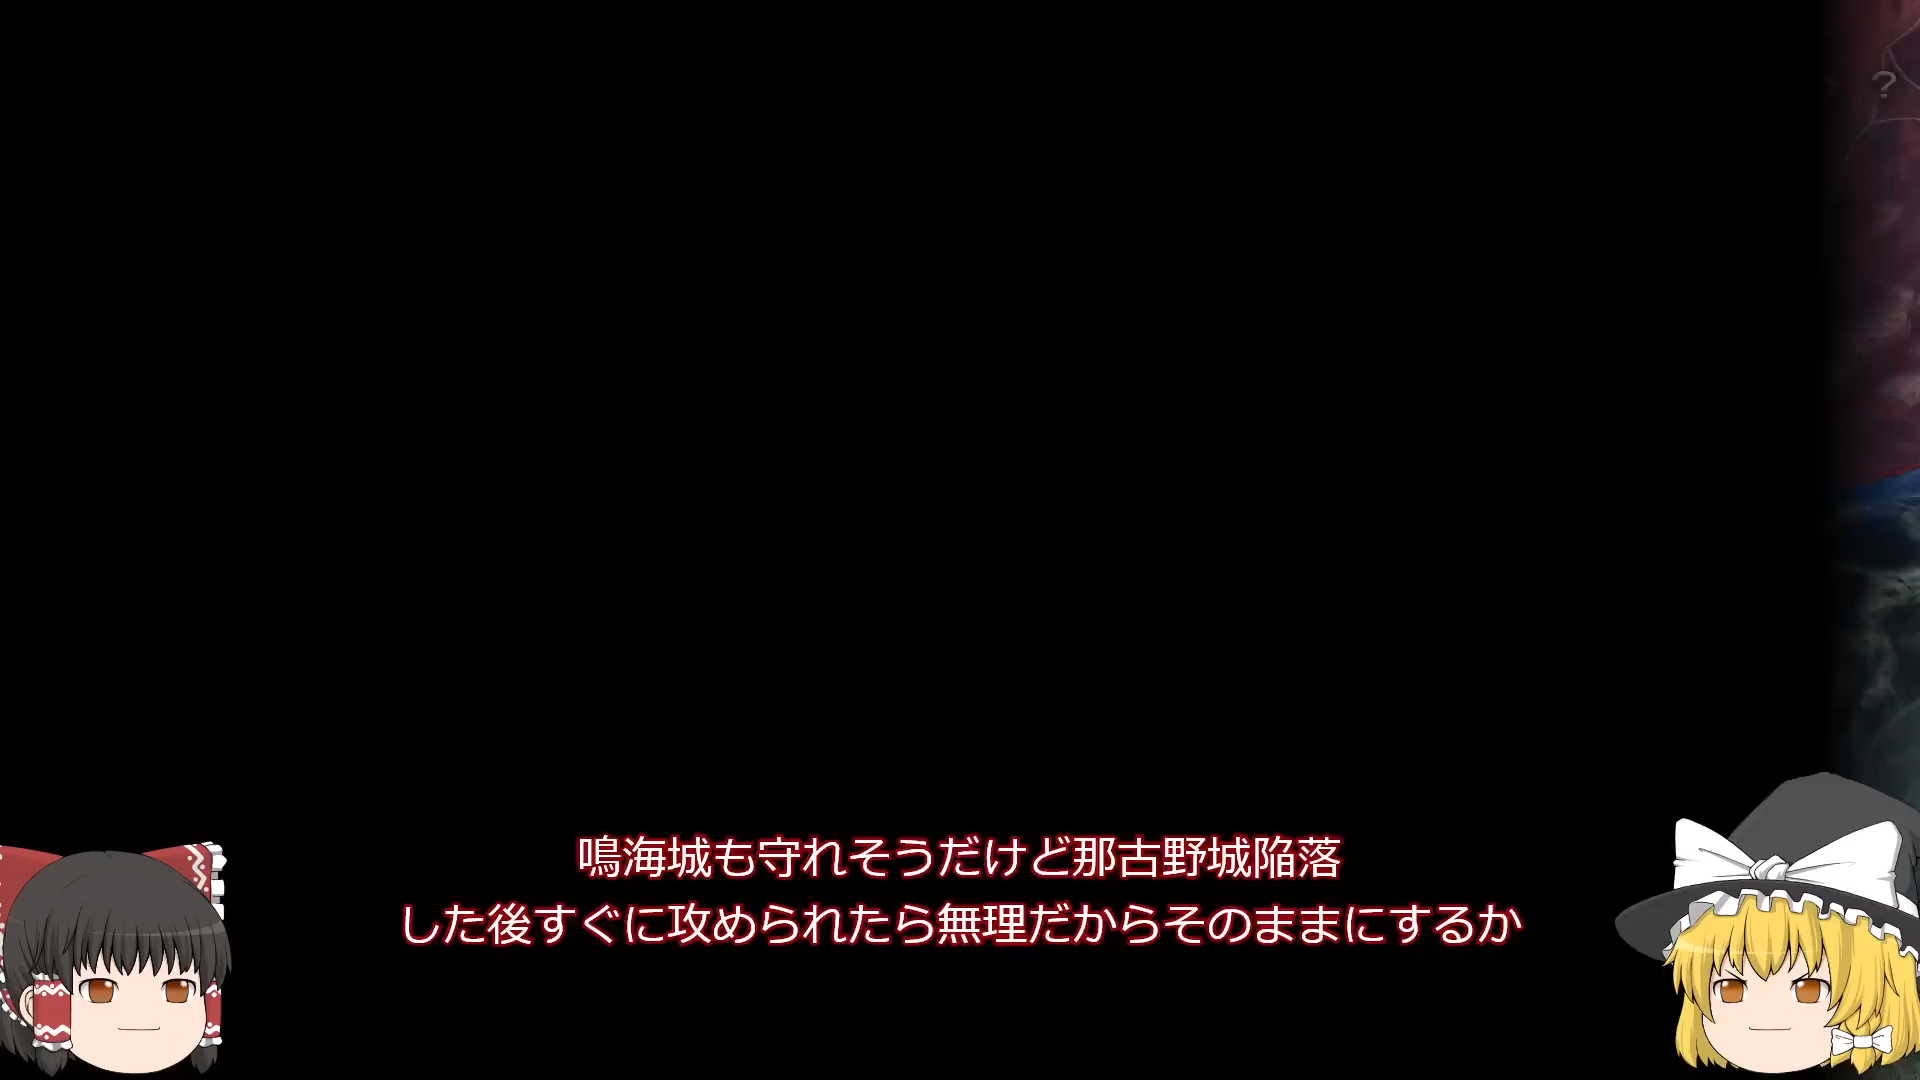 ?
鳴海城も守れそうだけど那古野城陥落
した後すぐに攻められたら無理だからそのままにするか